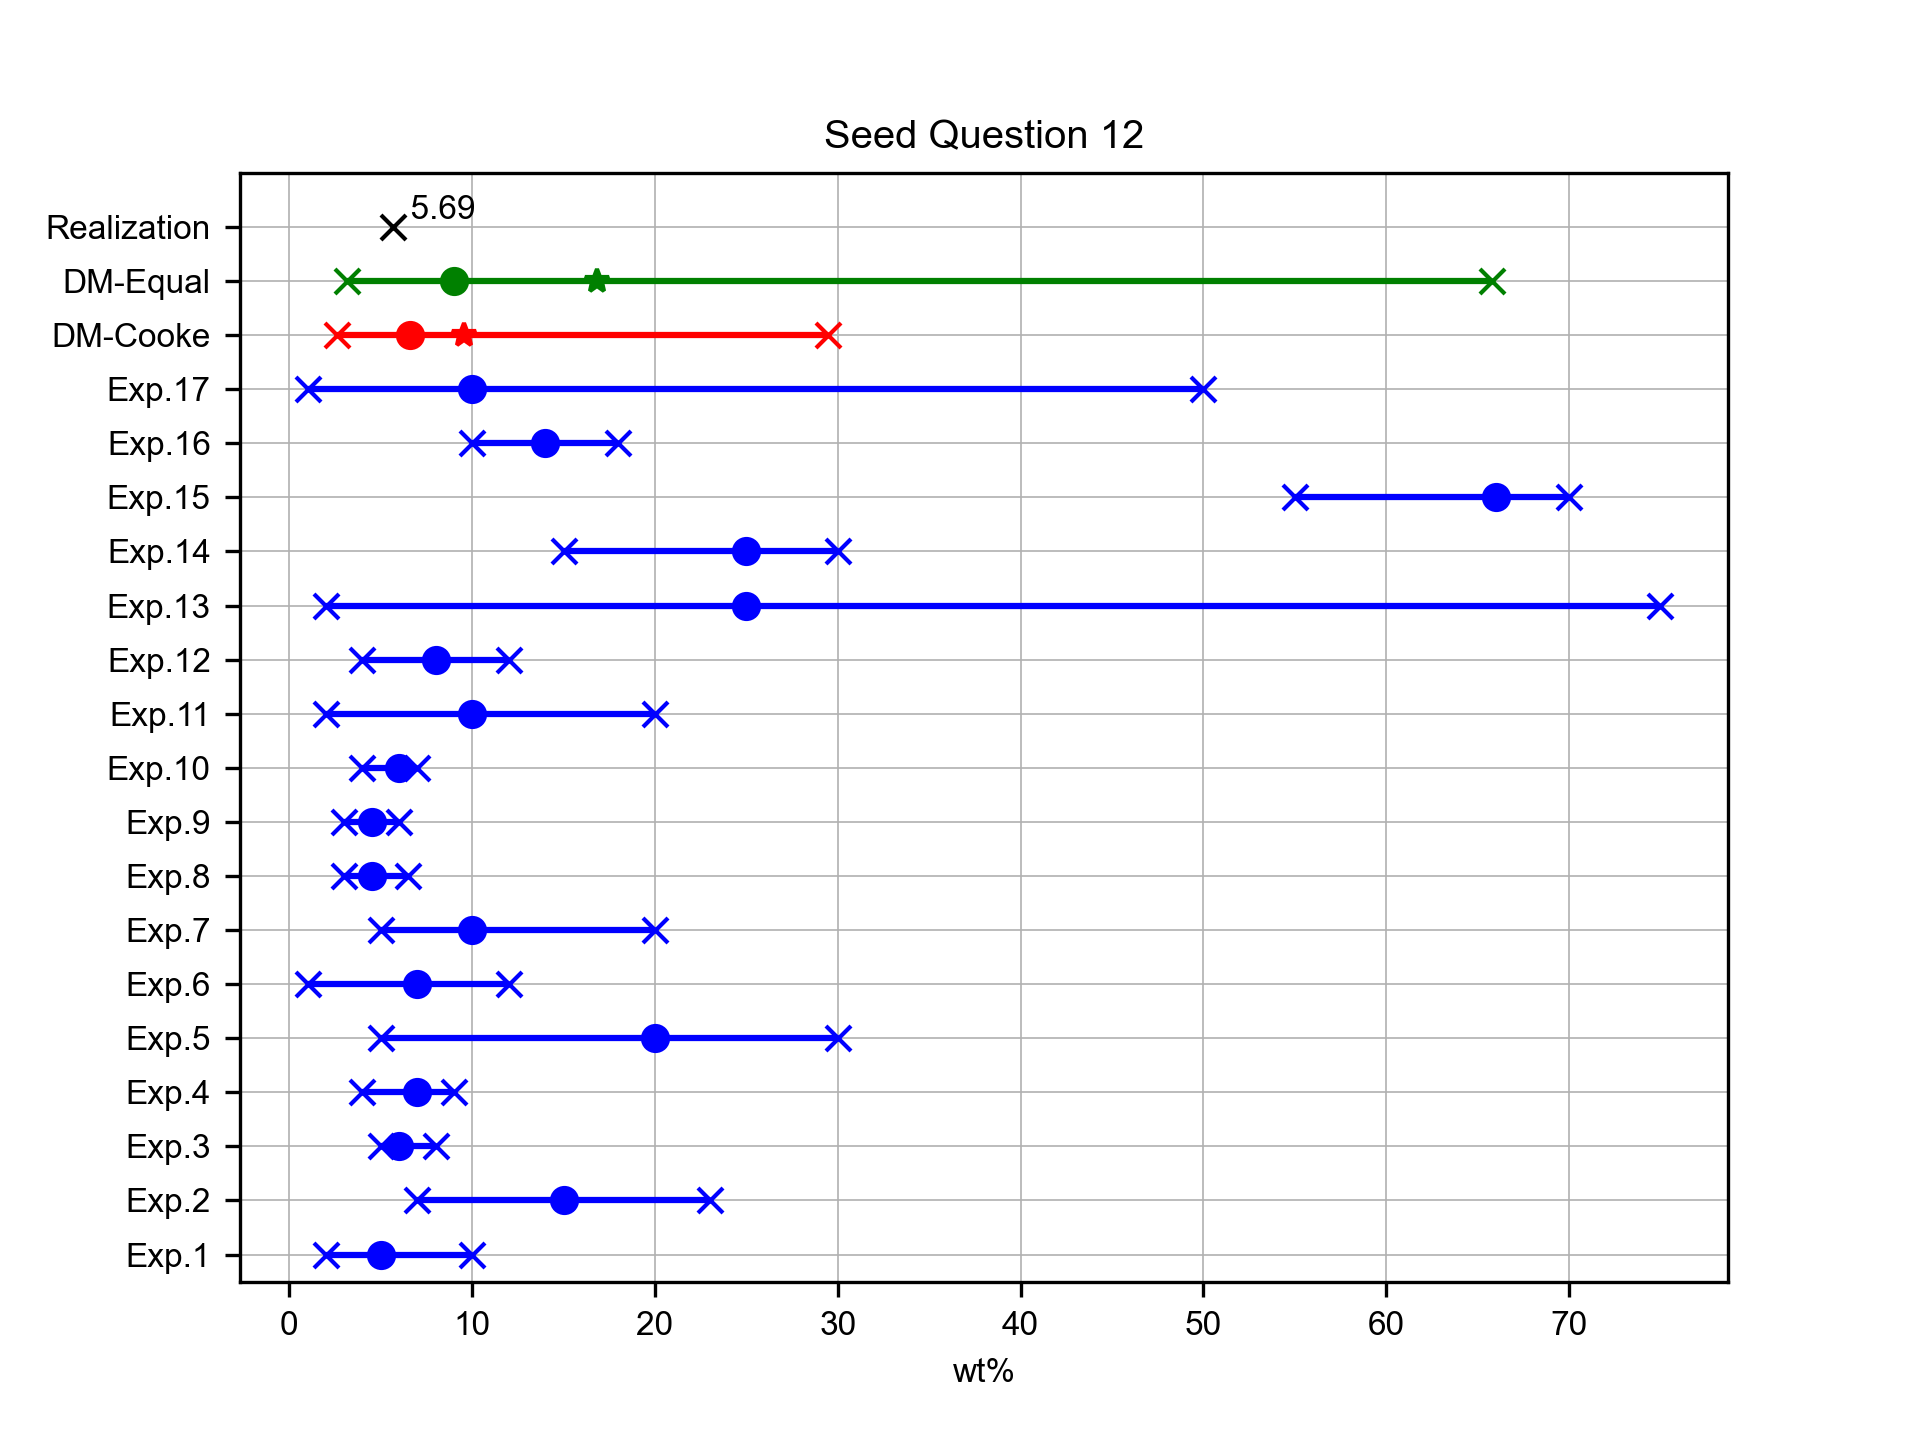 Seed Question 12
Realization
5.69
DM-Equal
DM-Cooke
Exp.17
Exp.16
Exp.15
Exp.14
Exp.13
Exp.12
Exp.11
Exp.10
Exp.9
Exp.8
Exp.7
Exp.6
Exp.5
Exp.4
Exp.3
Exp.2
Exp.1
0 10 20 30 40 50 60 70
wt%